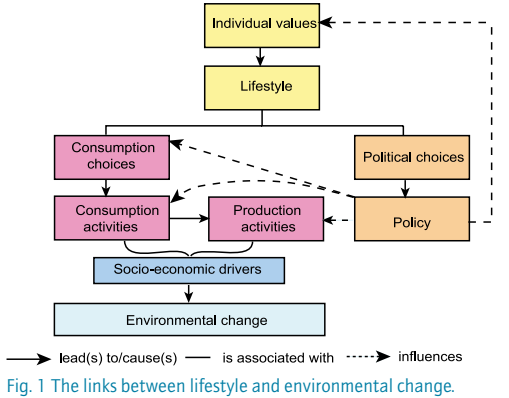 Individual values
Lifestyle
Consumption
choices
Political choices
Consumption
activities
Production
activities
Policy
Socio-economic drivers
Environmental change
lead(s) to/cause(s)
is associated with
influences
Fig. 1 The links between lifestyle and environmental change.